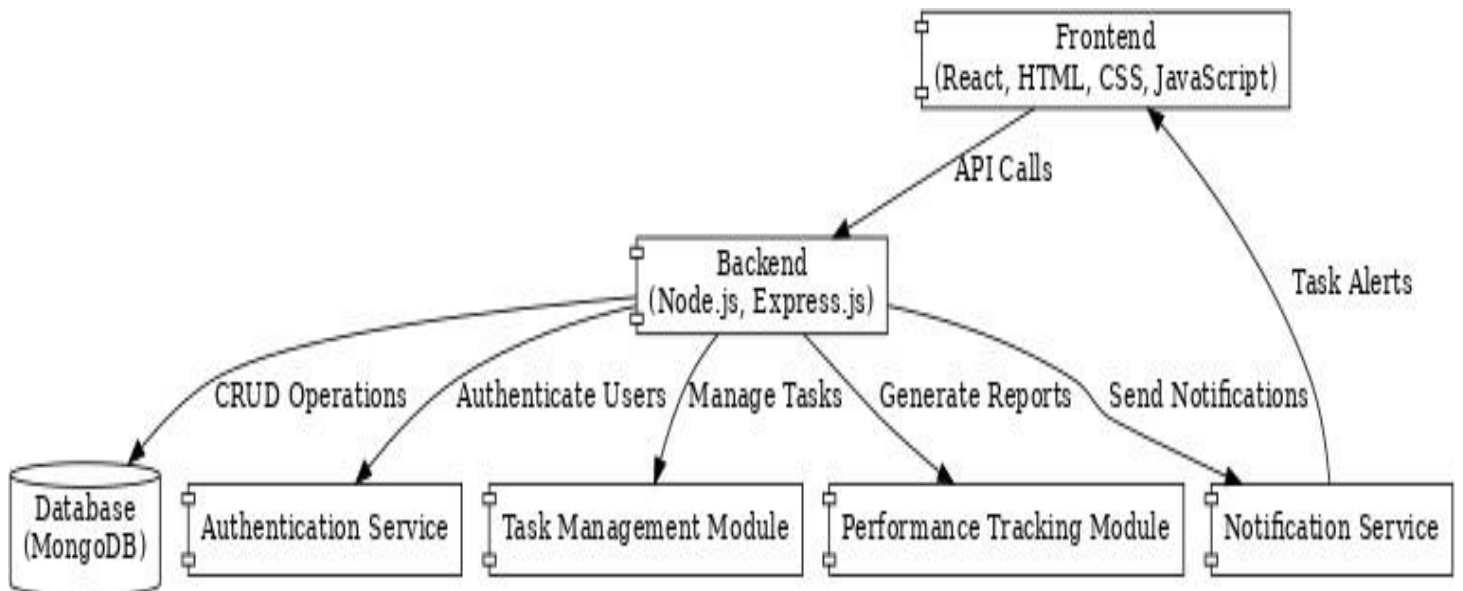 Frontend
(React, HTML, CSS, JavaScript)
API Calls
Backend
(Node.js, Express.js)
Task Alerts
CRUD Operations
Authenticate Users
Manage Tasks
Generate Reports
Send Notifications
Database
(MongoDB)
Authentication Service
Task Management Module
Performance Tracking Module
Notification Service